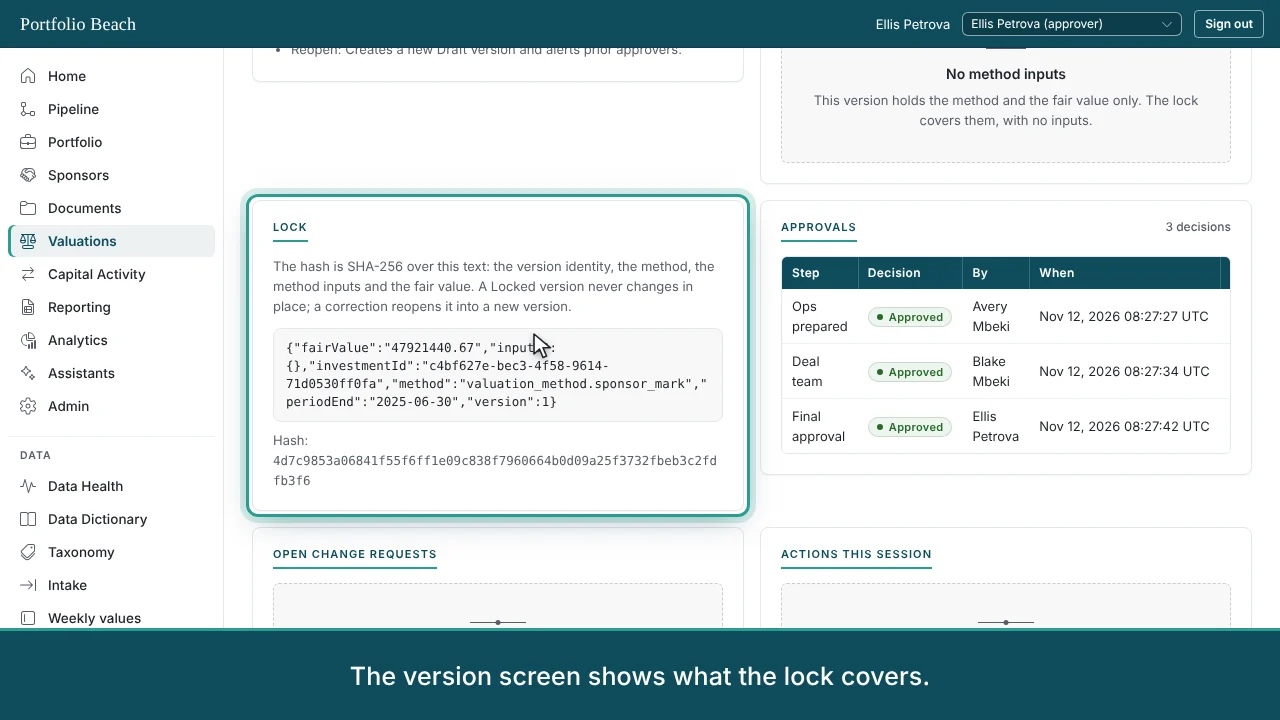 Portfolio Beach
Ellis Petrova
Ellis Petrova (approver)
Sign out
Home
Pipeline
Portfolio
Sponsors
Documents
Valuations
Capital Activity
Reporting
Analytics
Assistants
Admin
DATA
Data Health
Data Dictionary
Taxonomy
Intake
Weekly values
Reopen: Creates a new Draft version and alerts prior approvers.
No method inputs
This version holds the method and the fair value only. The lock
covers them, with no inputs.
LOCK
The hash is SHA-256 over this text: the version identity, the method, the
method inputs and the fair value. A Locked version never changes in
place; a correction reopens it into a new version.
{"fairValue":"47921440.67","input :
{},"investmentId":"c4bf627e-bec3-4f58-9614-
71d0530ff0fa","method":"valuation_method.sponsor_mark","
periodEnd":"2025-06-30","version":1}
Hash:
4d7c9853a06841f55f6ff1e09c838f7960664b0d09a25f3732fbeb3c2fd
fb3f6
APPROVALS
3 decisions
Step Decision By When
Ops prepared Approved Avery Mbeki Nov 12, 2026 08:27:27 UTC
Deal team Approved Blake Mbeki Nov 12, 2026 08:27:34 UTC
Final approval Approved Ellis Petrova Nov 12, 2026 08:27:42 UTC
OPEN CHANGE REQUESTS
ACTIONS THIS SESSION
The version screen shows what the lock covers.